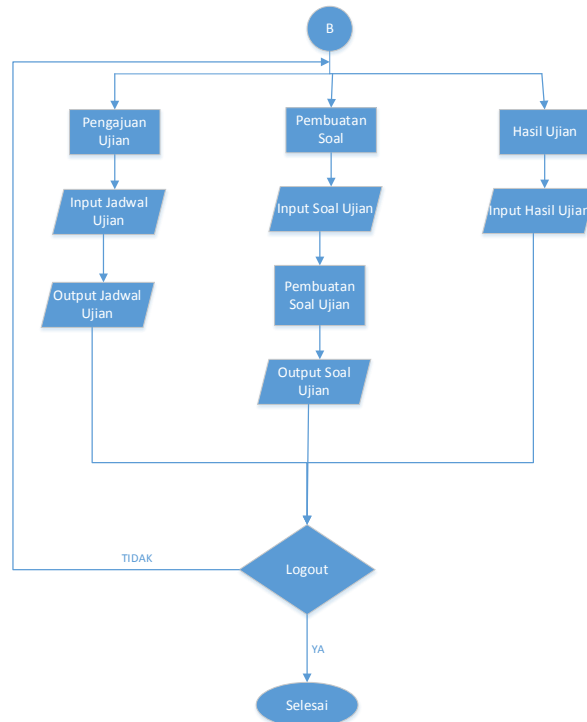 B
Pengajuan
Ujian
Pembuatan
Soal
Hasil Ujian
Input Jadwal
Ujian
Input Soal Ujian
Input Hasil Ujian
Output Jadwal
Ujian
Pembuatan
Soal Ujian
Output Soal
Ujian
TIDAK
Logout
YA
Selesai